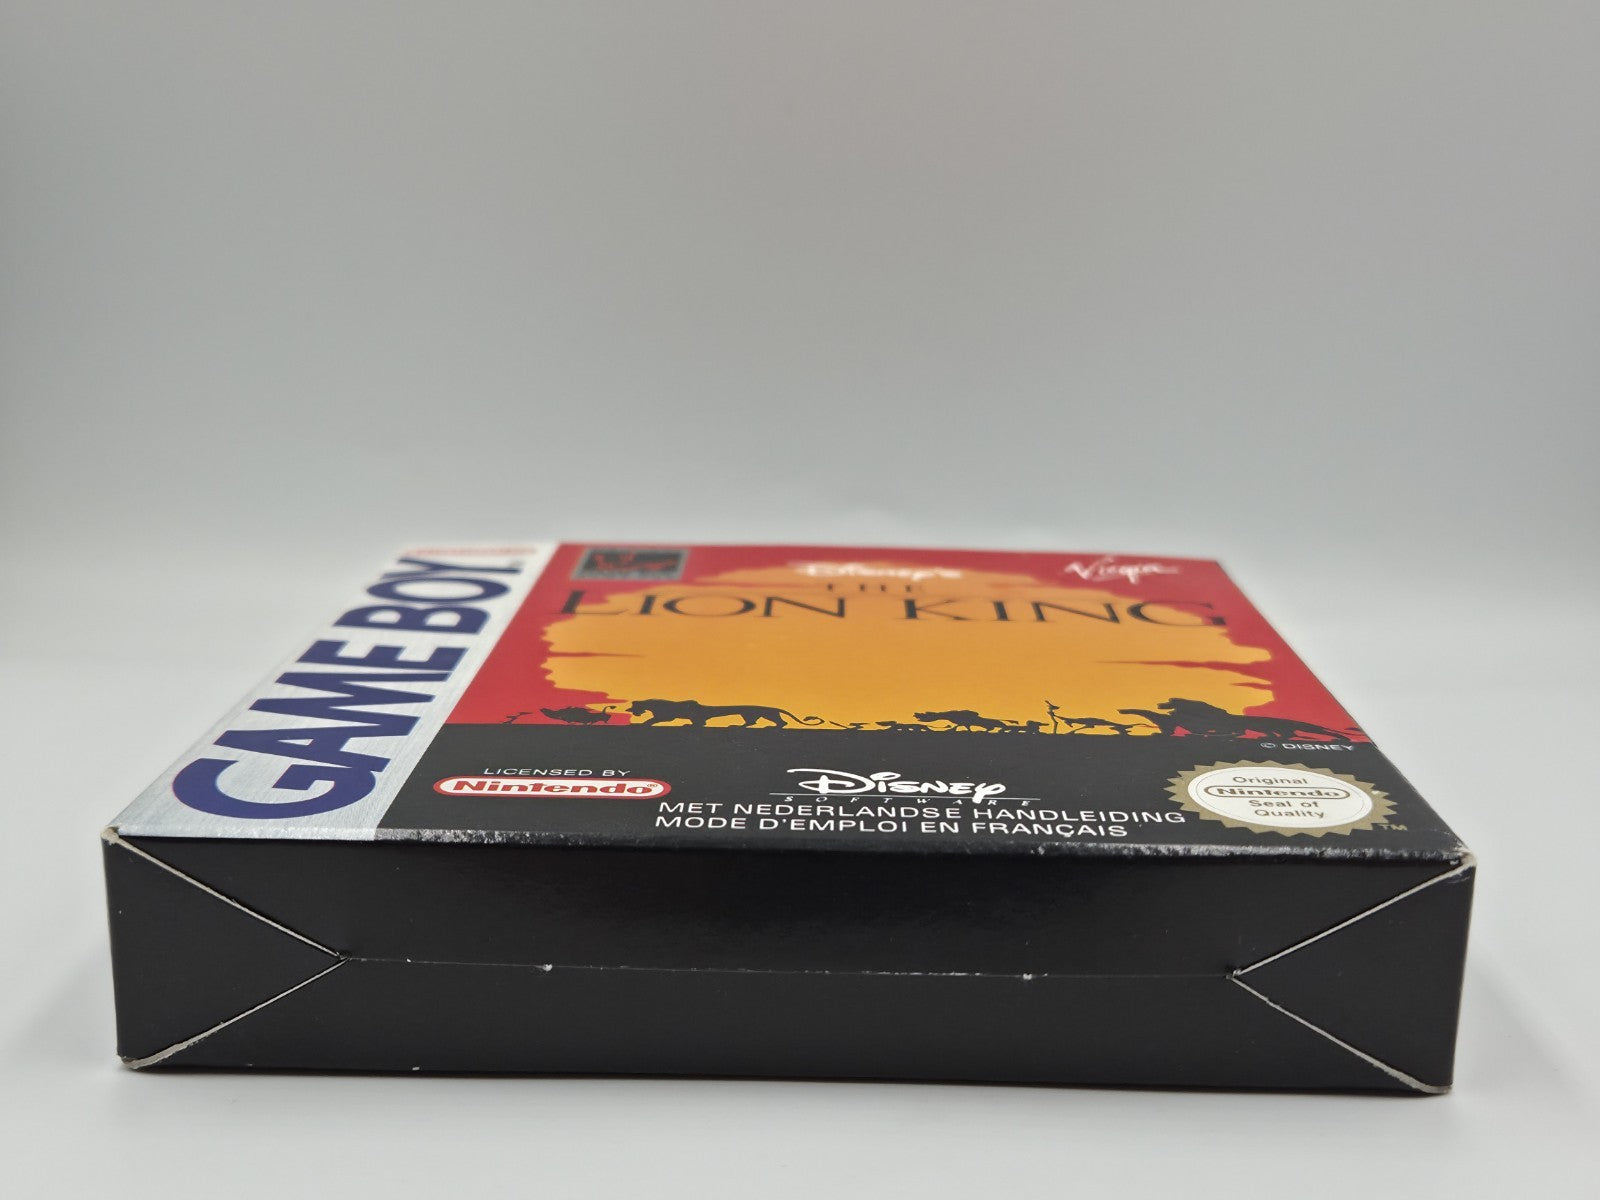 GAME BOY
Disney's
THE
LION KING
Virgin
© DISNEY
LICENSED BY
Nintendo®
Disney
SOFTWARE
MET NEDERLANDSE HANDLEIDING
MODE D'EMPLOI EN FRANÇAIS
Original
Nintendo
Seal of
Quality
TM